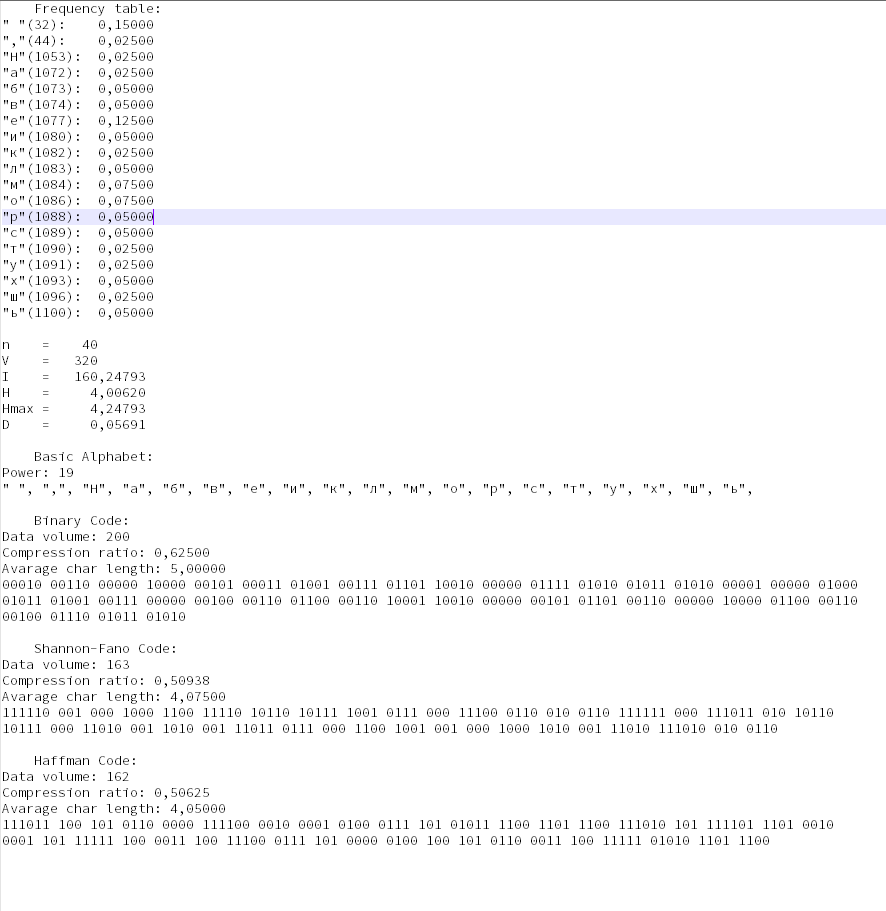 Frequency table:
" "(32):    0,15000
","(44):    0,02500
"Н"(1053):  0,02500
"а"(1072):  0,02500
"б"(1073):  0,05000
"в"(1074):  0,05000
"е"(1077):  0,12500
"и"(1080):  0,05000
"к"(1082):  0,02500
"л"(1083):  0,05000
"м"(1084):  0,07500
"о"(1086):  0,07500
"р"(1088):  0,05000
"с"(1089):  0,05000
"т"(1090):  0,02500
"у"(1091):  0,02500
"х"(1093):  0,05000
"ш"(1096):  0,02500
"ь"(1100):  0,05000
n    =    40
V    =   320
I    =   160,24793
H    =     4,00620
Hmax =     4,24793
D    =     0,05691
Basic Alphabet:
Power: 19
" ", ",", "Н", "а", "б", "в", "е", "и", "к", "л", "м", "о", "р", "с", "т", "у", "х", "ш", "ь",
Binary Code:
Data volume: 200
Compression ratio: 0,62500
Avarage char length: 5,00000
00010 00110 00000 10000 00101 00011 01001 00111 01101 10010 00000 01111 01010 01011 01010 00001 00000 01000
01011 01001 00111 00000 00100 00110 01100 00110 10001 10010 00000 00101 01101 00110 00000 10000 01100 00110
00100 01110 01011 01010
Shannon-Fano Code:
Data volume: 163
Compression ratio: 0,50938
Avarage char length: 4,07500
111110 001 000 1000 1100 11110 10110 10111 1001 0111 000 11100 0110 010 0110 111111 000 111011 010 10110
10111 000 11010 001 1010 001 11011 0111 000 1100 1001 001 000 1000 1010 001 11010 111010 010 0110
Haffman Code:
Data volume: 162
Compression ratio: 0,50625
Avarage char length: 4,05000
111011 100 101 0110 0000 111100 0010 0001 0100 0111 101 01011 1100 1101 1100 111010 101 111101 1101 0010
0001 101 11111 100 0011 100 11100 0111 101 0000 0100 100 101 0110 0011 100 11111 01010 1101 1100